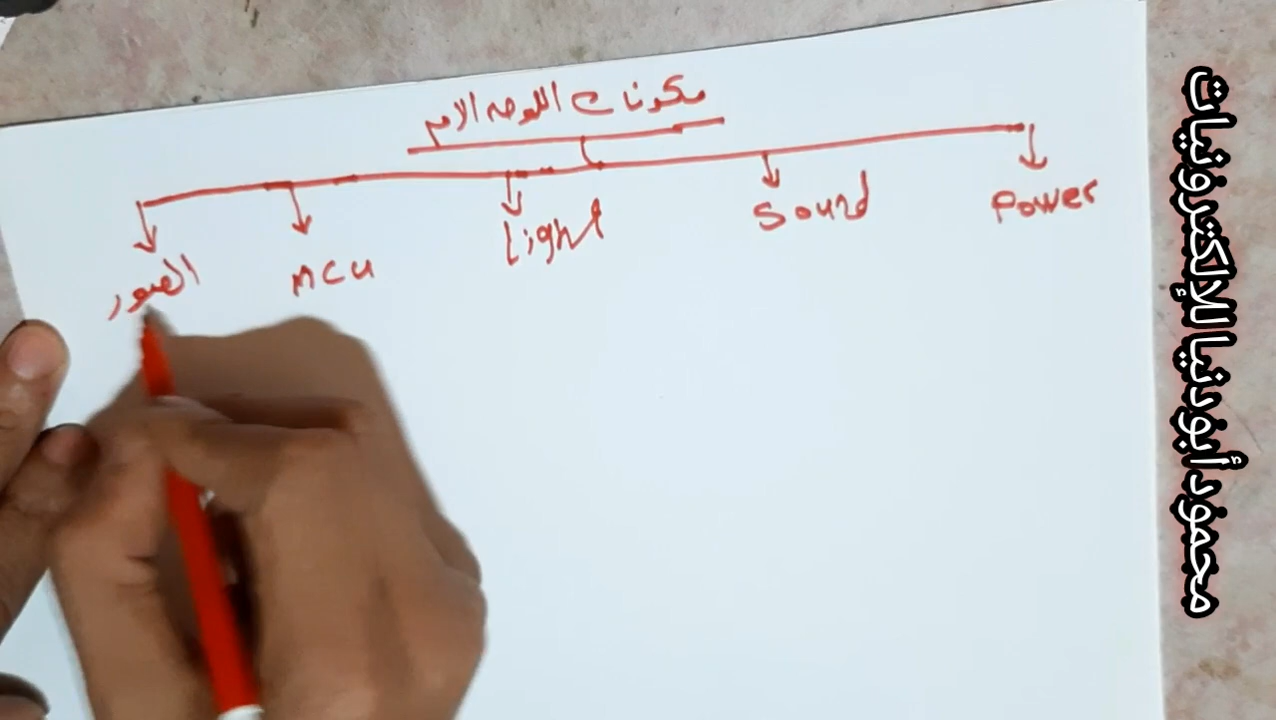 مكونات اللوحه الام
Power
Sound
Light
MCU
الصور
محمود أبودنيا للإلكترونيات